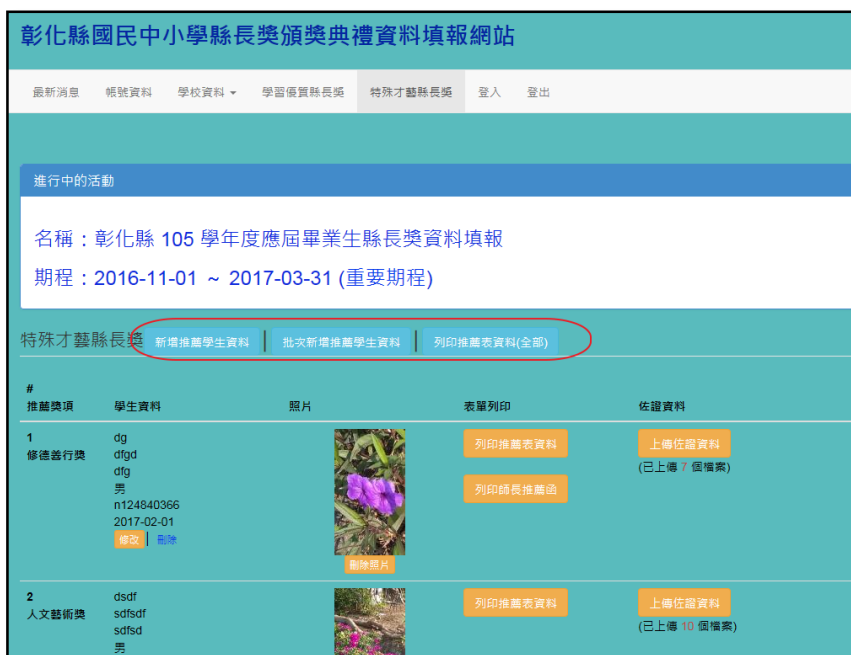 彰化縣國民中小學縣長獎頒獎典禮資料填報網站
最新消息 帳號資料 學校資料 學習優質縣長獎 特殊才藝縣長獎 登入 登出
進行中的活動
名稱：彰化縣 105 學年度應屆畢業生縣長獎資料填報
期程：2016-11-01 ~ 2017-03-31 (重要期程)
特殊才藝縣長獎 新增推薦學生資料 | 批次新增推薦學生資料 | 列印推薦表資料(全部)
#
推薦獎項 學生資料 照片 表單列印 佐證資料
1 dg 列印推薦表資料 上傳佐證資料
修德善行獎 dfgd (已上傳 7 個檔案)
dfg
男 列印師長推薦函
n124840366
2017-02-01
修改 | 刪除
刪除照片
2 dsdf 列印推薦表資料 上傳佐證資料
人文藝術獎 sdfsdf (已上傳 10 個檔案)
sdfsd
男